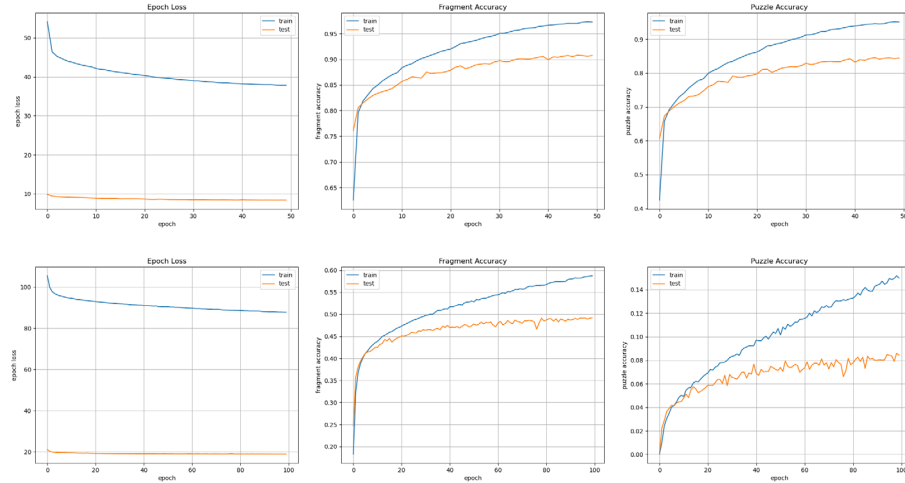 Epoch Loss
train
test
50
40
30
20
10
0
10
20
30
40
50
epoch
epoch loss
Fragment Accuracy
train
test
0.95
0.90
0.85
0.80
0.75
0.70
0.65
0
10
20
30
40
50
epoch
fragment accuracy
Puzzle Accuracy
train
test
0.9
0.8
0.7
0.6
0.5
0.4
0
10
20
30
40
50
epoch
puzzle accuracy
Epoch Loss
train
test
100
80
60
40
20
0
20
40
60
80
100
epoch
epoch loss
Fragment Accuracy
train
test
0.60
0.55
0.50
0.45
0.40
0.35
0.30
0.25
0.20
0
20
40
60
80
100
epoch
fragment accuracy
Puzzle Accuracy
train
test
0.14
0.12
0.10
0.08
0.06
0.04
0.02
0.00
0
20
40
60
80
100
epoch
puzzle accuracy